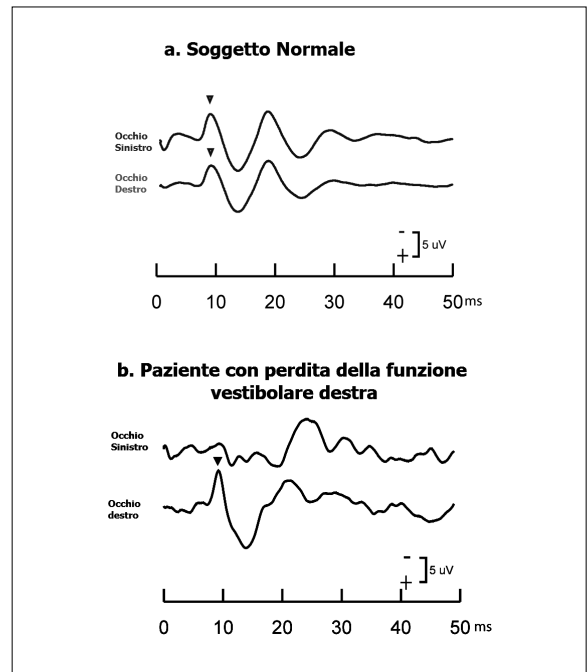 a. Soggetto Normale
Occhio
Sinistro
Occhio
Destro
-
+
5 uV
0 10 20 30 40 50 ms
b. Paziente con perdita della funzione
vestibolare destra
Occhio
Sinistro
Occhio
destro
-
+
5 uV
0 10 20 30 40 50 ms